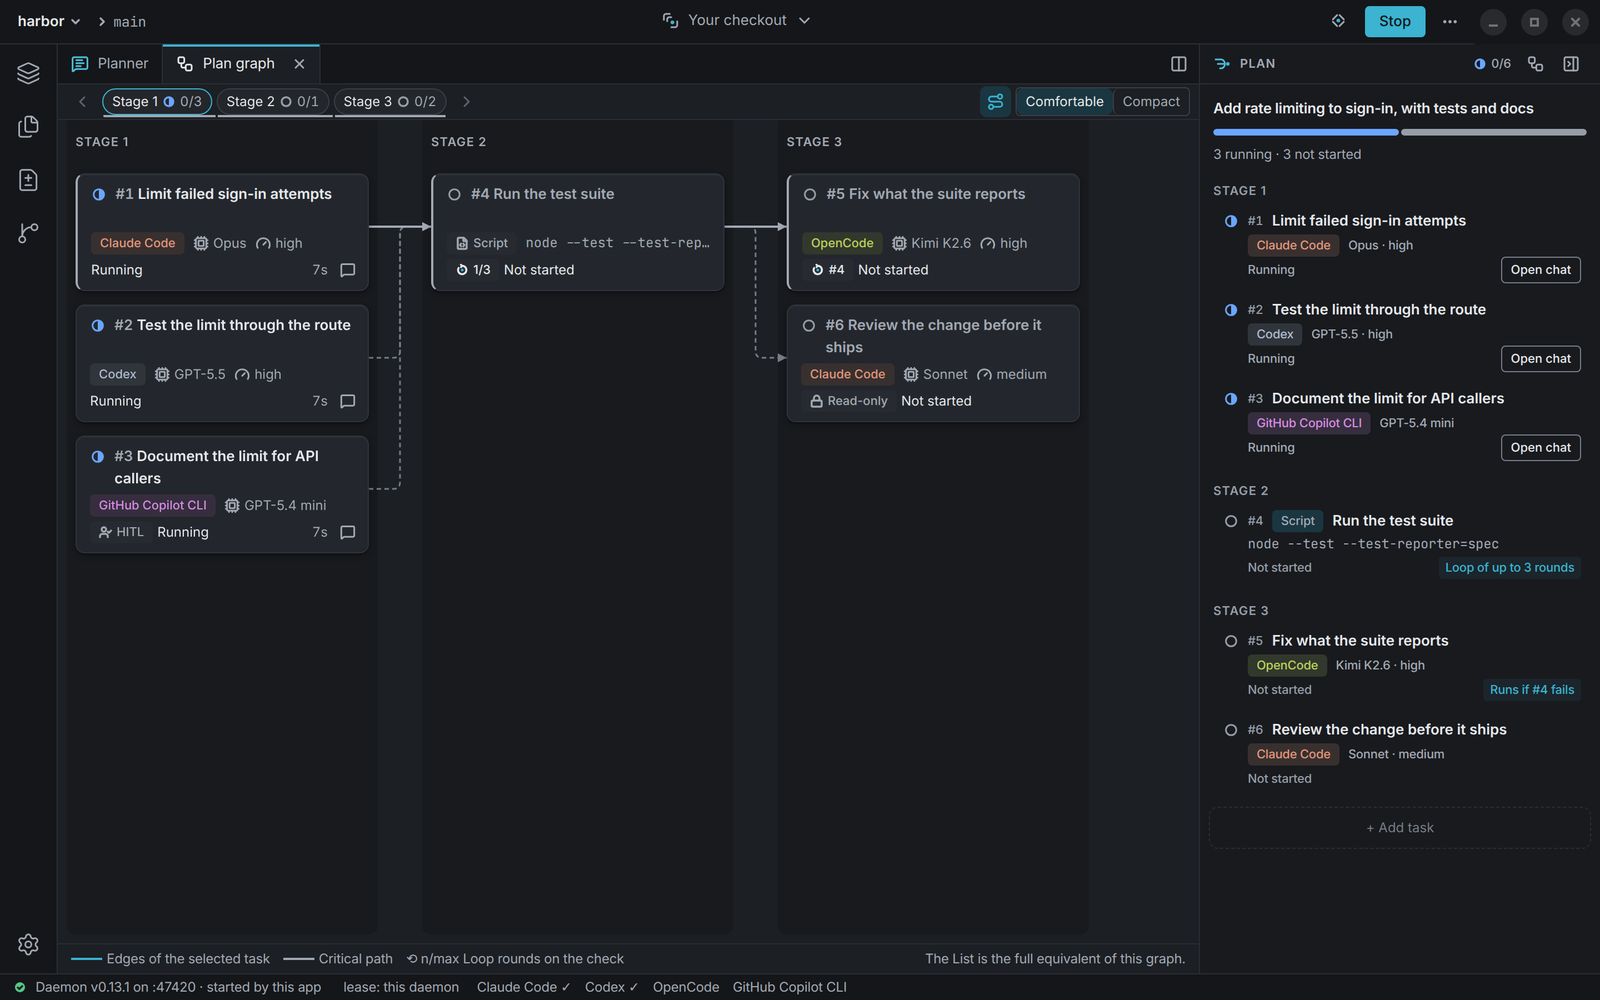 harbor
main
Your checkout
Stop
Planner
Plan graph
PLAN
0/6
Stage 1 0/3
Stage 2 0/1
Stage 3 0/2
Comfortable
Compact
STAGE 1
#1 Limit failed sign-in attempts
Claude Code Opus high
Running 7s
#2 Test the limit through the route
Codex GPT-5.5 high
Running 7s
#3 Document the limit for API
callers
GitHub Copilot CLI GPT-5.4 mini
HITL Running 7s
STAGE 2
#4 Run the test suite
Script node --test --test-rep…
1/3 Not started
STAGE 3
#5 Fix what the suite reports
OpenCode Kimi K2.6 high
#4 Not started
#6 Review the change before it
ships
Claude Code Sonnet medium
Read-only Not started
Add rate limiting to sign-in, with tests and docs
3 running · 3 not started
STAGE 1
#1 Limit failed sign-in attempts
Claude Code Opus · high
Running Open chat
#2 Test the limit through the route
Codex GPT-5.5 · high
Running Open chat
#3 Document the limit for API callers
GitHub Copilot CLI GPT-5.4 mini
Running Open chat
STAGE 2
#4 Script Run the test suite
node --test --test-reporter=spec
Not started Loop of up to 3 rounds
STAGE 3
#5 Fix what the suite reports
OpenCode Kimi K2.6 · high
Not started Runs if #4 fails
#6 Review the change before it ships
Claude Code Sonnet · medium
Not started
+ Add task
Edges of the selected task
Critical path
⟲ n/max Loop rounds on the check
The List is the full equivalent of this graph.
Daemon v0.13.1 on :47420 · started by this app
lease: this daemon
Claude Code ✓
Codex ✓
OpenCode
GitHub Copilot CLI